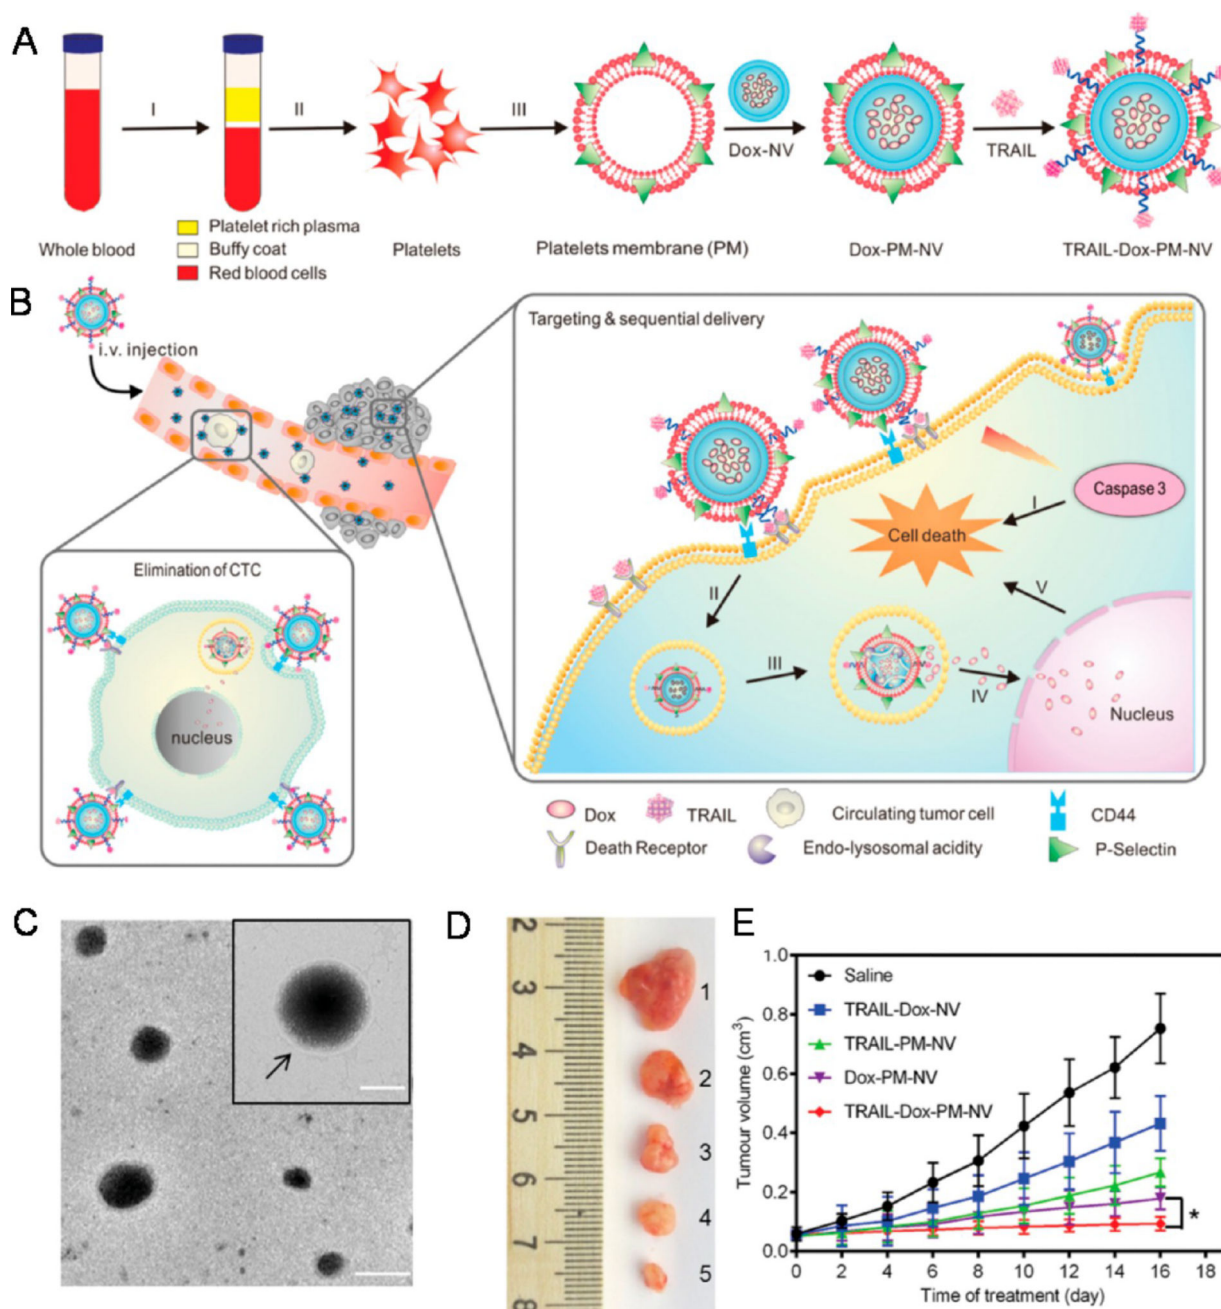 A
I
II
III
Dox-NV
TRAIL
Whole blood
Platelet rich plasma
Buffy coat
Red blood cells
Platelets
Platelets membrane (PM)
Dox-PM-NV
TRAIL-Dox-PM-NV
B
i.v. injection
Targeting & sequential delivery
Caspase 3
I
Cell death
II
V
III
IV
Nucleus
Elimination of CTC
nucleus
Dox
TRAIL
Circulating tumor cell
CD44
Death Receptor
Endo-lysosomal acidity
P-Selectin
C
D
2
3
4
5
6
7
8
1
2
3
4
5
E
Saline
TRAIL-Dox-NV
TRAIL-PM-NV
Dox-PM-NV
TRAIL-Dox-PM-NV
*
Tumour volume (cm³)
1.0
0.8
0.6
0.4
0.2
0.0
0 2 4 6 8 10 12 14 16 18
Time of treatment (day)